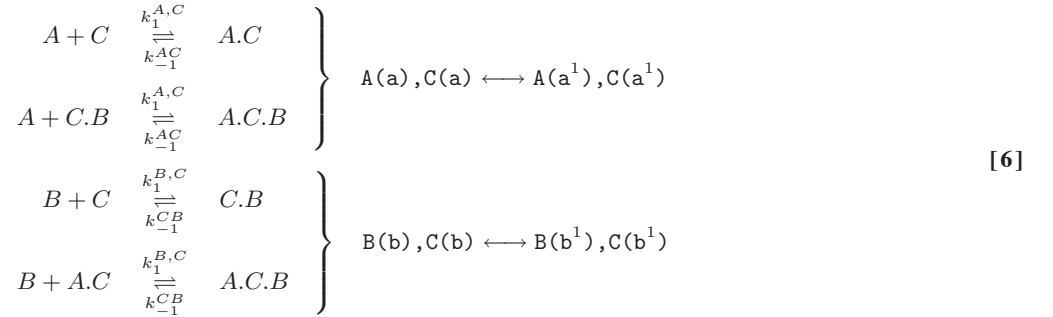 A + C k_1^{A,C} ⇌ k_{-1}^{AC} A.C
A(a),C(a) ⟷ A(a^1),C(a^1)
A + C.B k_1^{A,C} ⇌ k_{-1}^{AC} A.C.B
[6]
B + C k_1^{B,C} ⇌ k_{-1}^{CB} C.B
B(b),C(b) ⟷ B(b^1),C(b^1)
B + A.C k_1^{B,C} ⇌ k_{-1}^{CB} A.C.B